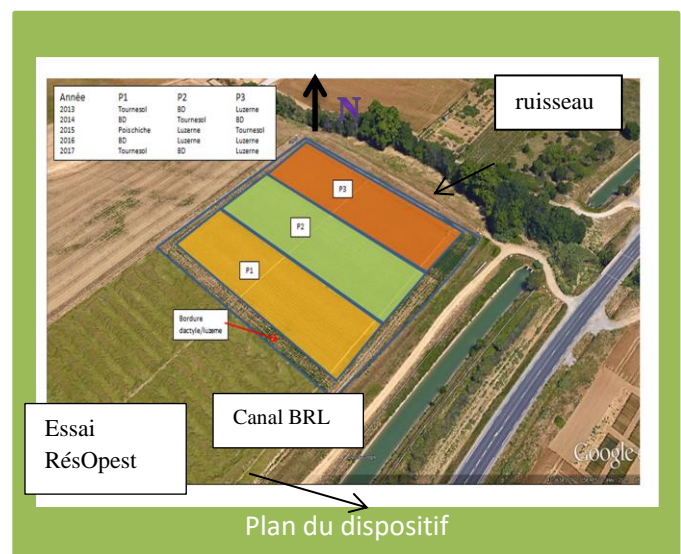 Année P1 P2 P3
2013 Tournesol BD Luzerne
2014 BD Tournesol BD
2015 Poischiche Luzerne Tournesol
2016 BD Luzerne Luzerne
2017 Tournesol BD Luzerne
N
ruisseau
P3
P2
P1
Bordure
dactyle/luzerne
Canal BRL
Essai
RésOpest
Google
Plan du dispositif